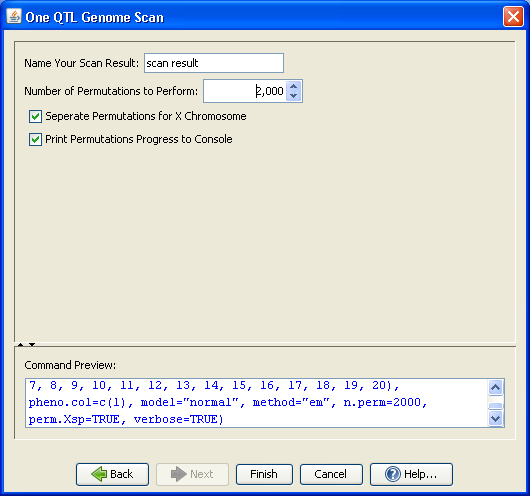 One QTL Genome Scan
Name Your Scan Result: scan result
Number of Permutations to Perform: 2,000
Seperate Permutations for X Chromosome
Print Permutations Progress to Console
Command Preview:
7, 8, 9, 10, 11, 12, 13, 14, 15, 16, 17, 18, 19, 20),
pheno.col=c(1), model="normal", method="em", n.perm=2000,
perm.Xsp=TRUE, verbose=TRUE)
Back Next Finish Cancel Help...